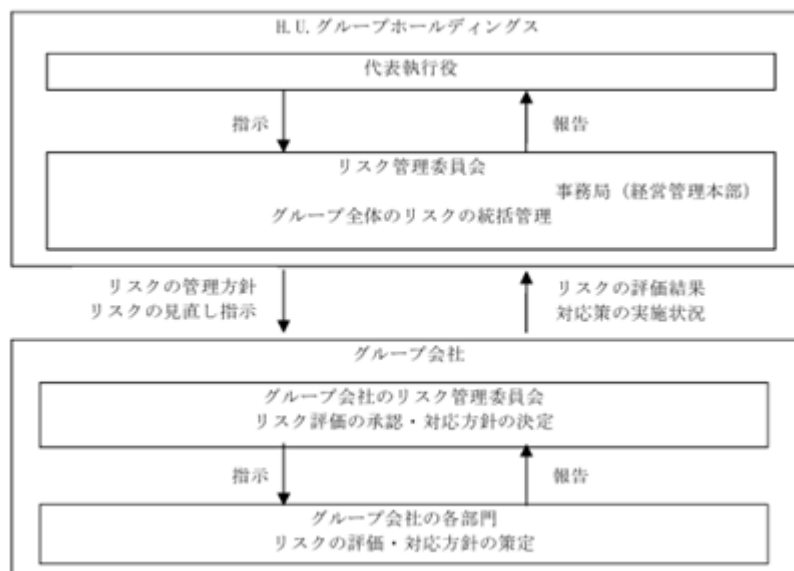 H.U.グループホールディングス
代表執行役
指示
報告
リスク管理委員会
事務局（経営管理本部）
グループ全体のリスクの統括管理
リスクの管理方針
リスクの見直し指示
リスクの評価結果
対応策の実施状況
グループ会社
グループ会社のリスク管理委員会
リスク評価の承認・対応方針の決定
指示
報告
グループ会社の各部門
リスクの評価・対応方針の策定